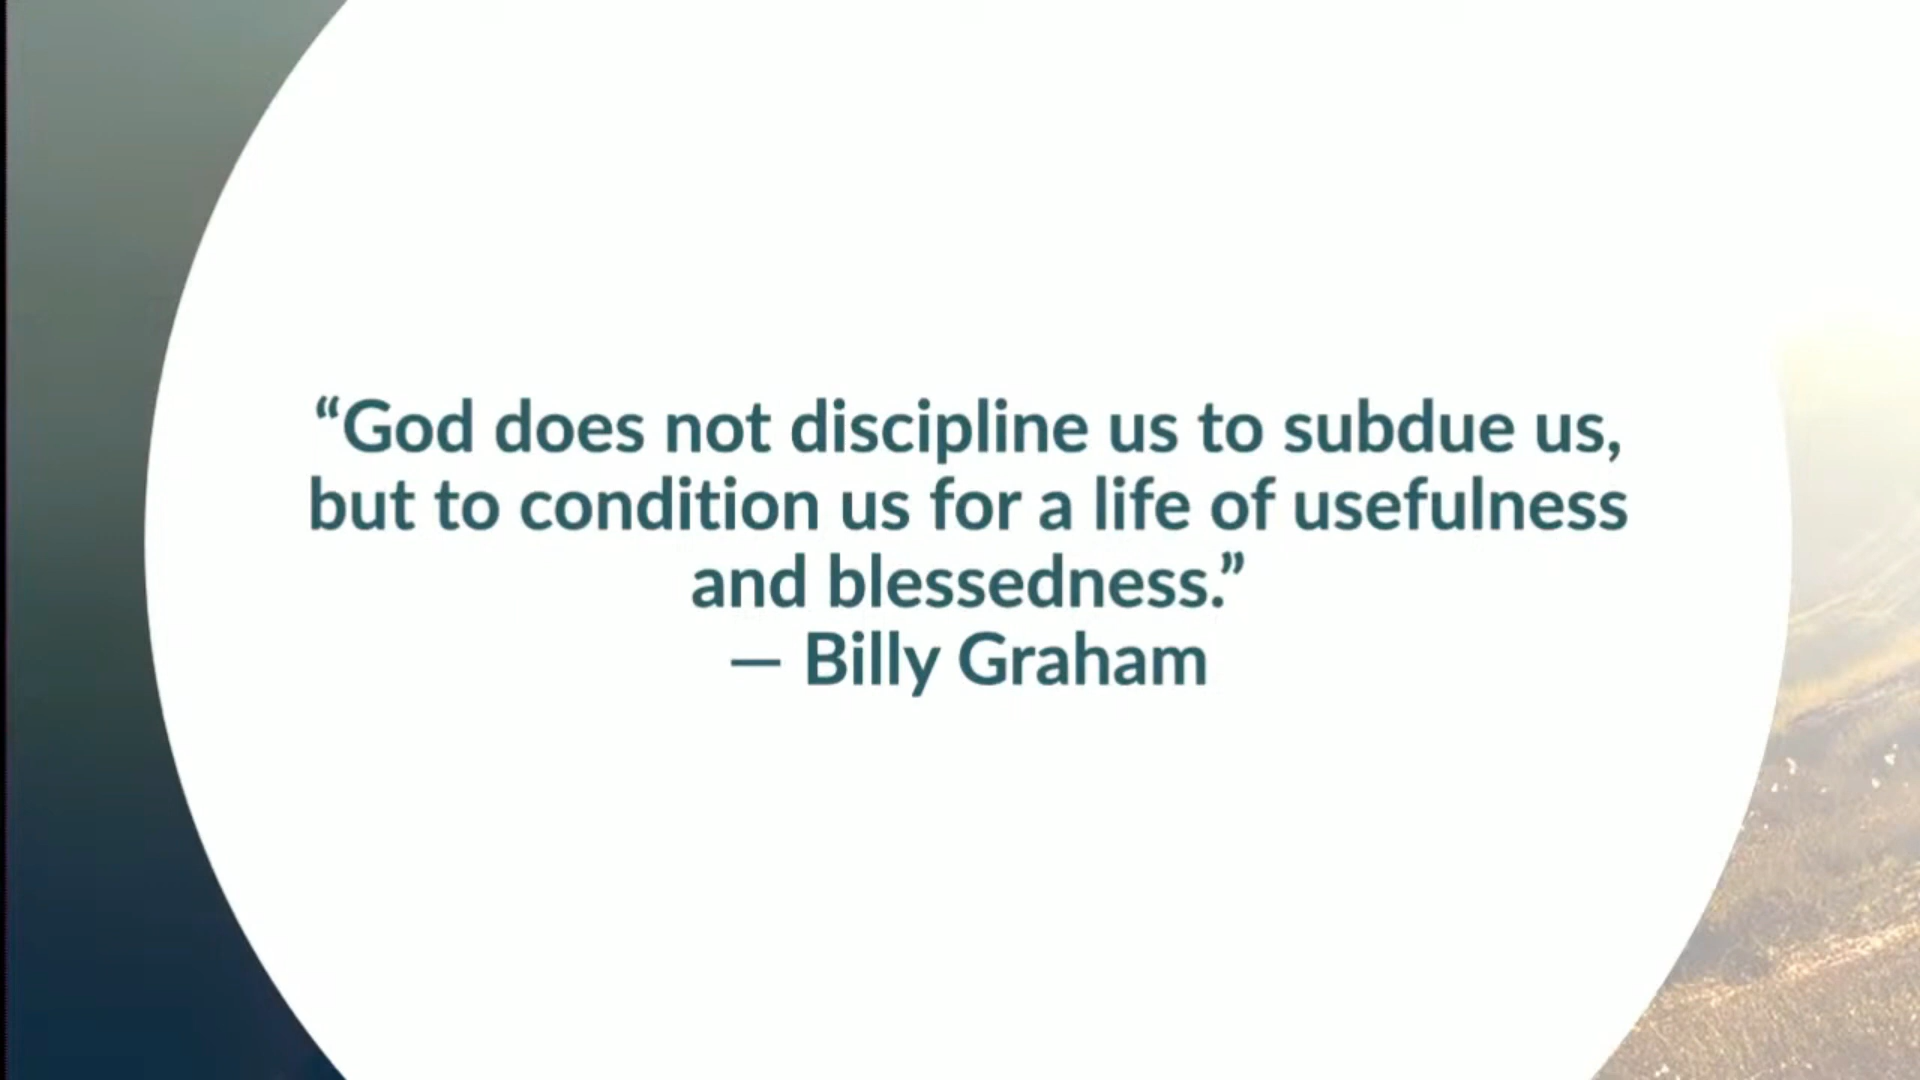 “God does not discipline us to subdue us,
but to condition us for a life of usefulness
and blessedness.”
— Billy Graham